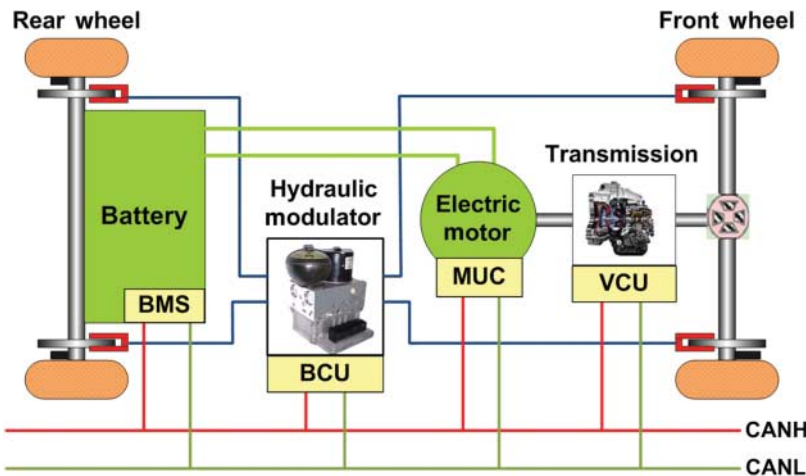 Rear wheel
Front wheel
Transmission
Hydraulic
modulator
Battery
Electric
motor
BMS
MUC
VCU
BCU
CANH
CANL